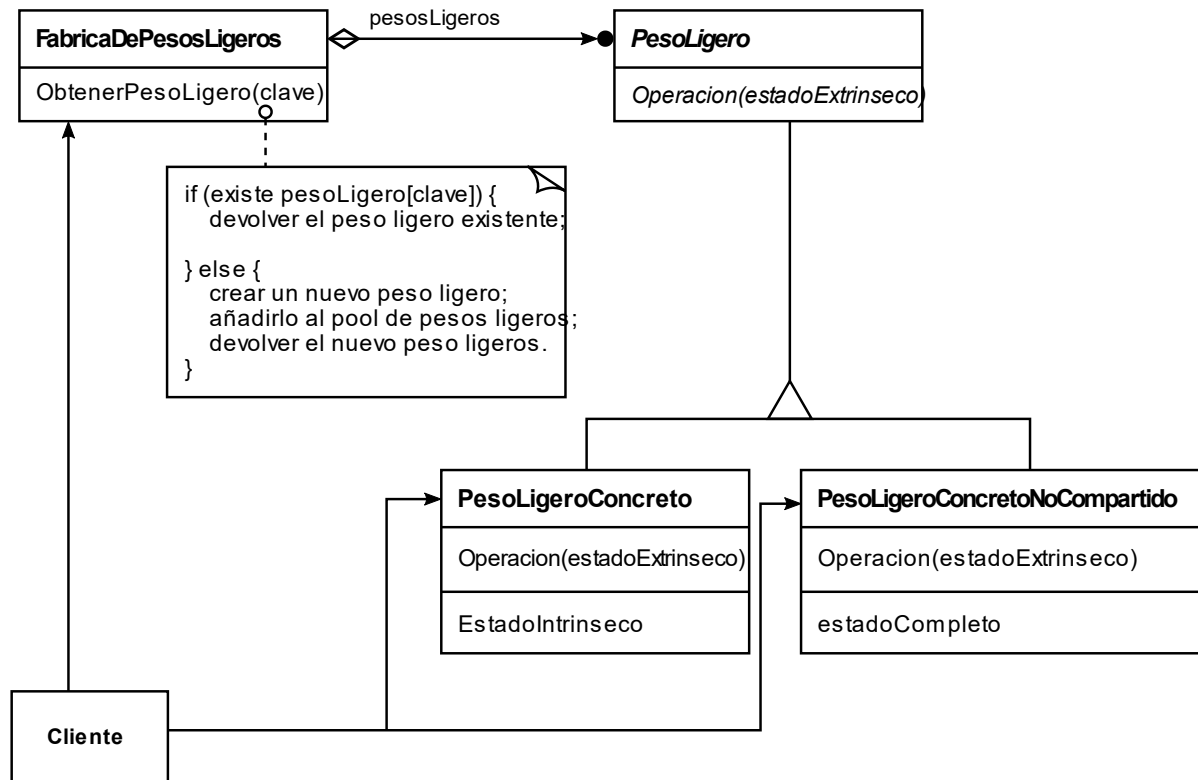 FabricaDePesosLigeros
ObtenerPesoLigero(clave)
pesosLigeros
PesoLigero
Operacion(estadoExtrinseco)
if (existe pesoLigero[clave]) {
devolver el peso ligero existente;
} else {
crear un nuevo peso ligero;
añadirlo al pool de pesos ligeros;
devolver el nuevo peso ligeros.
}
PesoLigeroConcreto
Operacion(estadoExtrinseco)
EstadoIntrinseco
PesoLigeroConcretoNoCompartido
Operacion(estadoExtrinseco)
estadoCompleto
Cliente